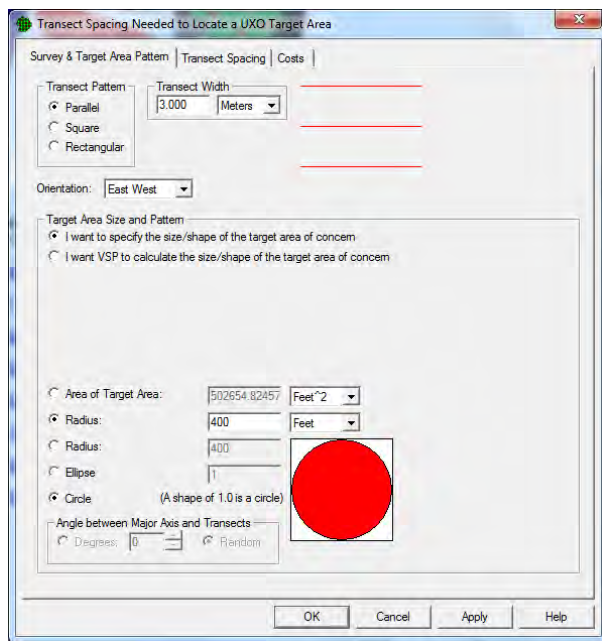 Transect Spacing Needed to Locate a UXO Target Area
Survey & Target Area Pattern Transect Spacing Costs
Transect Pattern Transect Width
Parallel 3.000 Meters
Square
Rectangular
Orientation: East West
Target Area Size and Pattern
I want to specify the size/shape of the target area of concern
I want VSP to calculate the size/shape of the target area of concern
Area of Target Area: 502654.82457 Feet^2
Radius: 400 Feet
Radius: 400
Ellipse 1
Circle (A shape of 1.0 is a circle)
Angle between Major Axis and Transects
Degrees: 0 Random
OK Cancel Apply Help